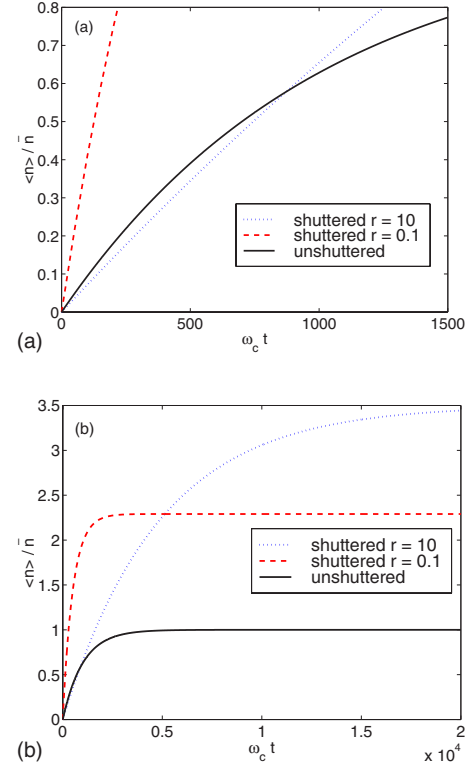 0.8
(a)
0.7
0.6
0.5
<n> / n̄
0.4
0.3
shuttered r = 10
0.2
shuttered r = 0.1
unshuttered
0.1
0
0
500
1000
1500
(a)
ω_c t
3.5
(b)
3
2.5
2
<n> / n̄
shuttered r = 10
1.5
shuttered r = 0.1
unshuttered
1
0.5
0
0
0.5
1
1.5
2
(b)
ω_c t
x 10⁴